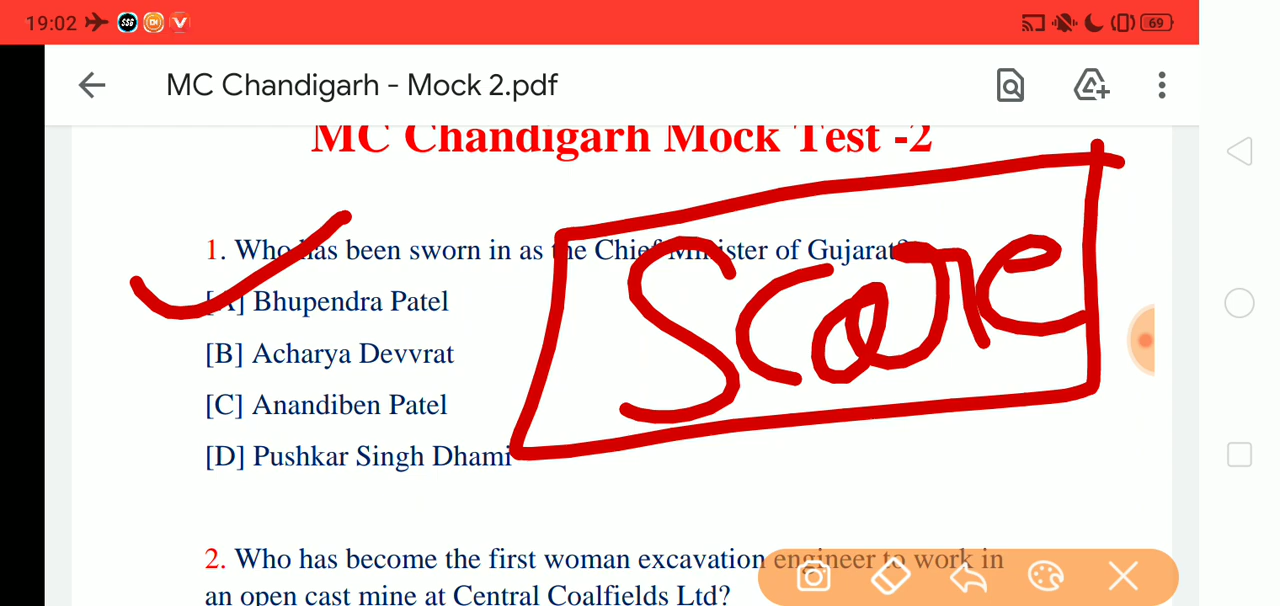 19:02
69
MC Chandigarh - Mock 2.pdf
MC Chandigarh Mock Test -2
1. Who has been sworn in as the Chief Minister of Gujarat?
[A] Bhupendra Patel
[B] Acharya Devvrat
[C] Anandiben Patel
[D] Pushkar Singh Dhami
Score
2. Who has become the first woman excavation engineer to work in
an open cast mine at Central Coalfields Ltd?